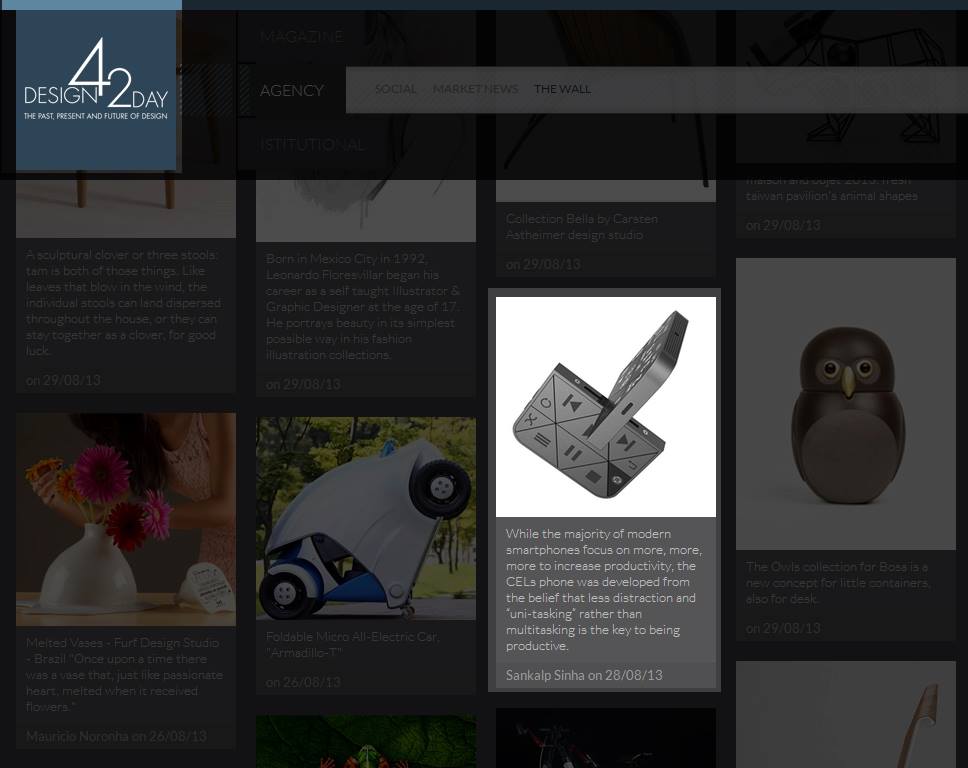 DESIGN 42 DAY
THE PAST, PRESENT AND FUTURE OF DESIGN
MAGAZINE
AGENCY
SOCIAL MARKET NEWS THE WALL
ISTITUTIONAL
A sculptural clover or three stools:
tam is both of those things. Like
leaves that blow in the wind, the
individual stools can land dispersed
throughout the house, or they can
stay together as a clover, for good
luck.
on 29/08/13
Melted Vases - Furf Design Studio
- Brazil "Once upon a time there
was a vase that, just like passionate
heart, melted when it received
flowers."
Mauricio Noronha on 26/08/13
Born in Mexico City in 1992,
Leonardo Floresvillar began his
career as a self taught Illustrator &
Graphic Designer at the age of 17.
He portrays beauty in its simplest
possible way in his fashion
illustration collections.
on 29/08/13
Foldable Micro All-Electric Car,
"Armadillo-T"
on 26/08/13
Collection Bella by Carsten
Astheimer design studio
on 29/08/13
While the majority of modern
smartphones focus on more, more,
more to increase productivity, the
CELs phone was developed from
the belief that less distraction and
“uni-tasking” rather than
multitasking is the key to being
productive.
Sankalp Sinha on 28/08/13
maison and objet 2013: fresh
taiwan pavilion's animal shapes
on 29/08/13
The Owls collection for Bosa is a
new concept for little containers,
also for desk.
on 29/08/13